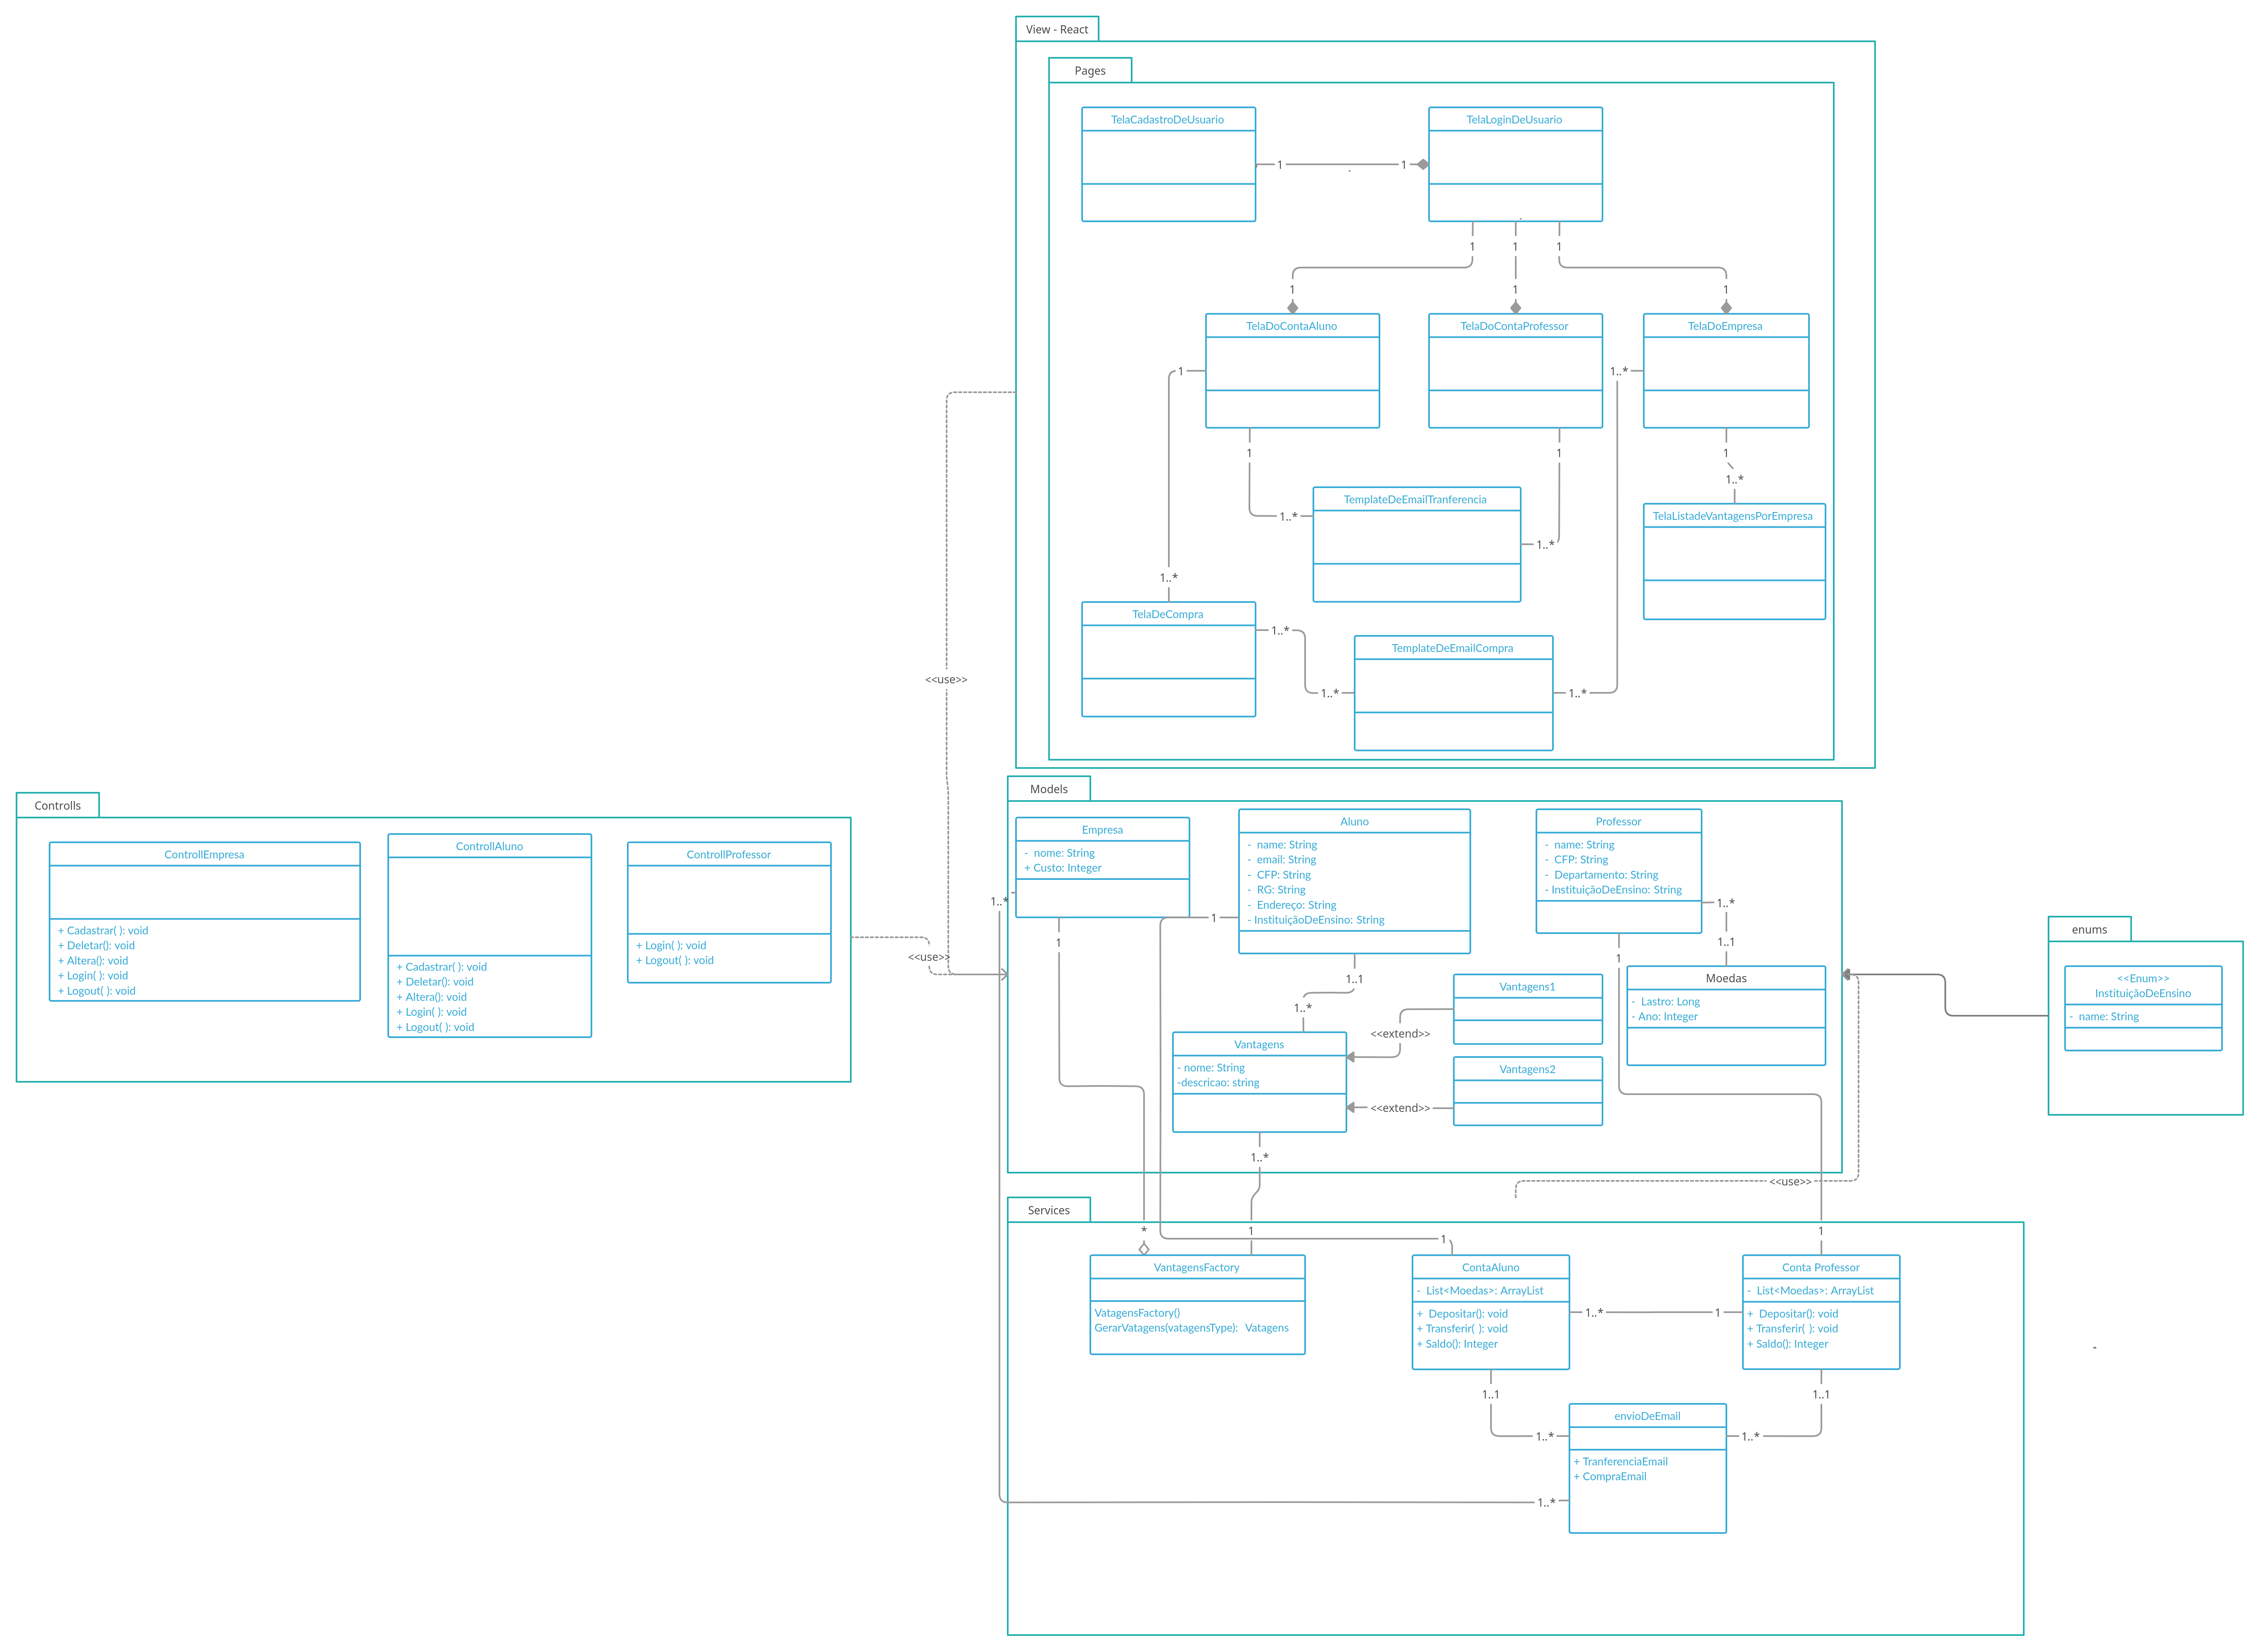 View - React
Pages
TelaCadastroDeUsuario
TelaLoginDeUsuario
1
1
.
.
1
1
1
1
1
1
TelaDoContaAluno
TelaDoContaProfessor
TelaDoEmpresa
1
1..*
1
1
1
1..*
TemplateDeEmailTranferencia
1..*
1..*
TelaListadeVantagensPorEmpresa
1..*
TelaDeCompra
1..*
TemplateDeEmailCompra
1..*
1..*
<<use>>
Controlls
ControllEmpresa
+ Cadastrar( ): void
+ Deletar(): void
+ Altera(): void
+ Login( ): void
+ Logout( ): void
ControllAluno
+ Cadastrar( ): void
+ Deletar(): void
+ Altera(): void
+ Login( ): void
+ Logout( ): void
ControllProfessor
+ Login( ): void
+ Logout( ): void
<<use>>
Models
Empresa
- nome: String
+ Custo: Integer
1..*
1
Aluno
- name: String
- email: String
- CFP: String
- RG: String
- Endereço: String
- InstituiçãoDeEnsino: String
1
1..1
1..*
Professor
- name: String
- CFP: String
- Departamento: String
- InstituiçãoDeEnsino: String
1..*
1..1
1
Moedas
- Lastro: Long
- Ano: Integer
Vantagens1
<<extend>>
Vantagens
- nome: String
-descricao: string
Vantagens2
<<extend>>
1..*
enums
<<Enum>>
InstituiçãoDeEnsino
- name: String
<<use>>
Services
*
1
1
1
VantagensFactory
VatagensFactory()
GerarVatagens(vatagensType): Vatagens
ContaAluno
- List<Moedas>: ArrayList
+ Depositar(): void
+ Transferir( ): void
+ Saldo(): Integer
1..*
1
Conta Professor
- List<Moedas>: ArrayList
+ Depositar(): void
+ Transferir( ): void
+ Saldo(): Integer
-
1..1
1..1
envioDeEmail
+ TranferenciaEmail
+ CompraEmail
1..*
1..*
1..*